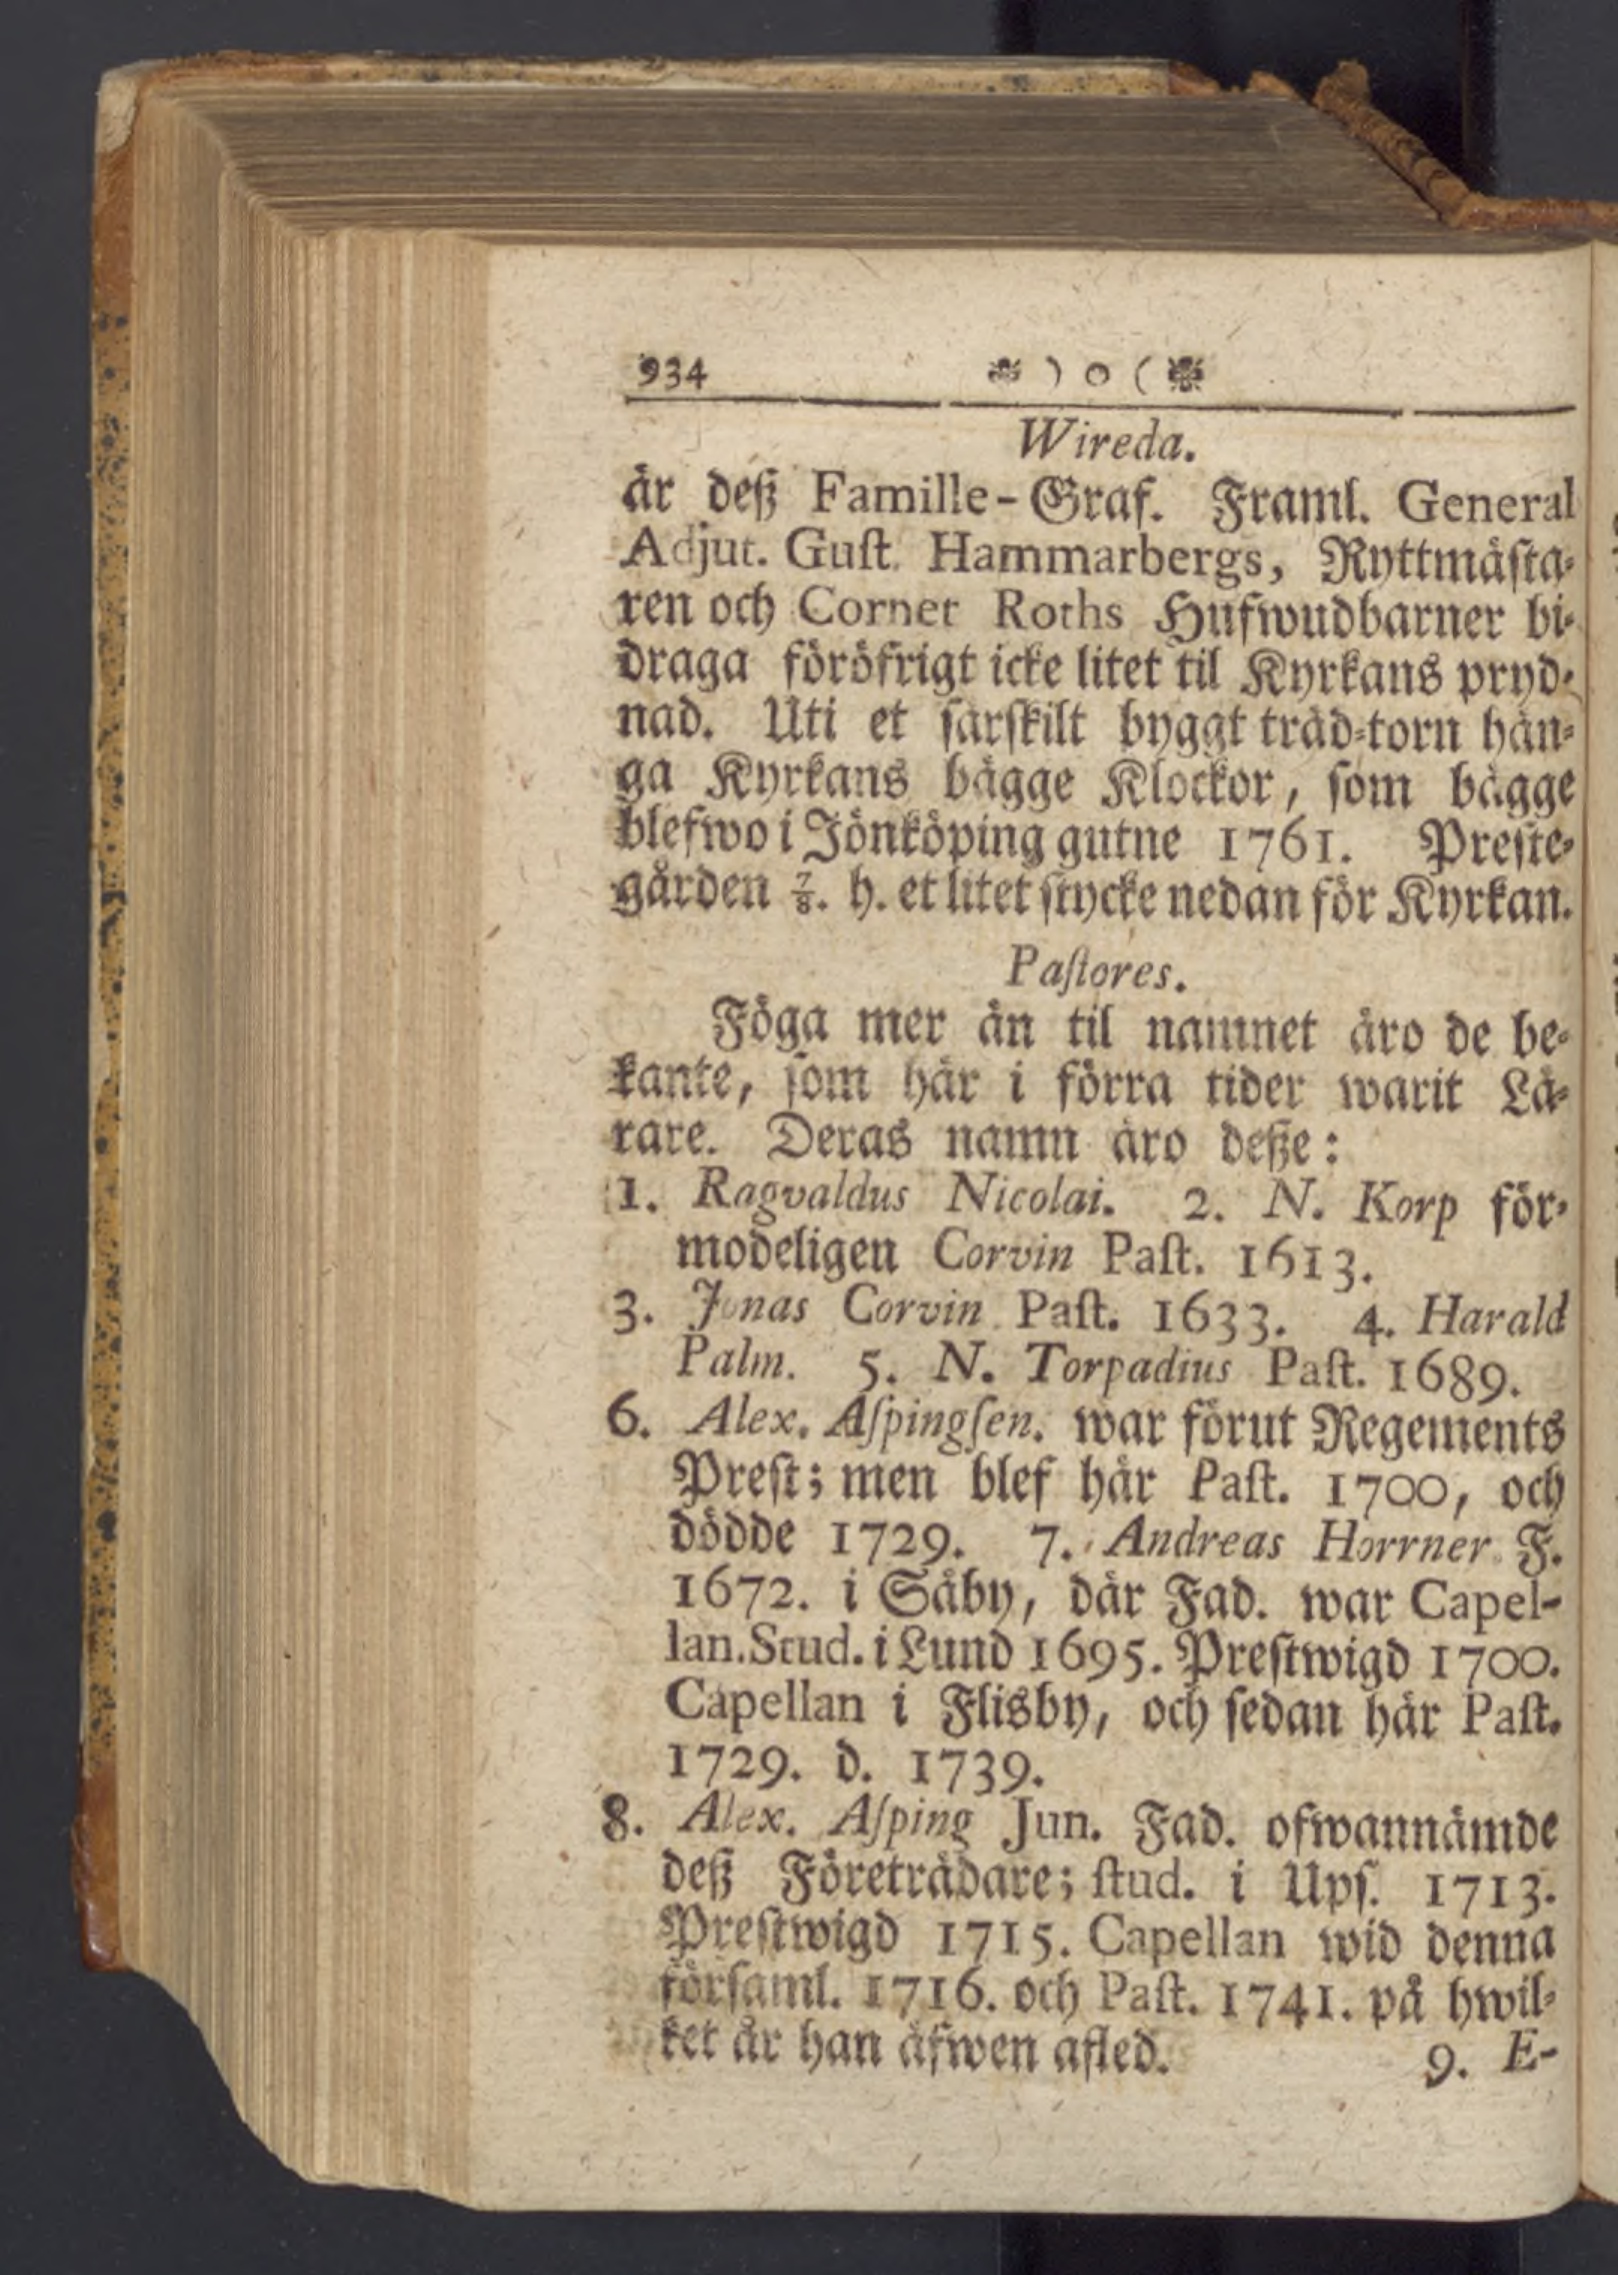 934 ❀ ) o ( ❀
Wireda.
är deß Famille-Graf. Framl. General
Adjut. Guſt. Hammarbergs, Ryttmäſta-
ren och Cornet Roths Hufwudbarner bi-
draga föröfrigt icke litet til Kyrkans pryd-
nad. Uti et ſärſkilt byggt träd-torn hän-
ga Kyrkans bägge Klockor, ſom bägge
blefwo i Jönköping gutne 1761. Preſte-
gården ⅞. h. et litet ſtycke nedan för Kyrkan.
Paſtores.
Föga mer än til namnet äro de be-
kante, ſom här i förra tider warit Lä-
rare. Deras namn äro deße:
1. Ragvaldus Nicolai. 2. N. Korp för-
modeligen Corvin Paſt. 1613.
3. Jonas Corvin Paſt. 1633. 4. Harald
Palm. 5. N. Torpadius Paſt. 1689.
6. Alex. Aſpingſen. war förut Regements
Preſt; men blef här Paſt. 1700, och
dödde 1729. 7. Andreas Horrner F.
1672. i Säby, där Fad. war Capel-
lan. Stud. i Lund 1695. Preſtwigd 1700.
Capellan i Flisby, och ſedan här Paſt.
1729. d. 1739.
8. Alex. Aſping Jun. Fad. ofwannämde
deß Företrädare; ſtud. i Upſ. 1713.
Preſtwigd 1715. Capellan wid denna
förſaml. 1716. och Paſt. 1741. på hwil-
ket år han äfwen afled. 9. E-